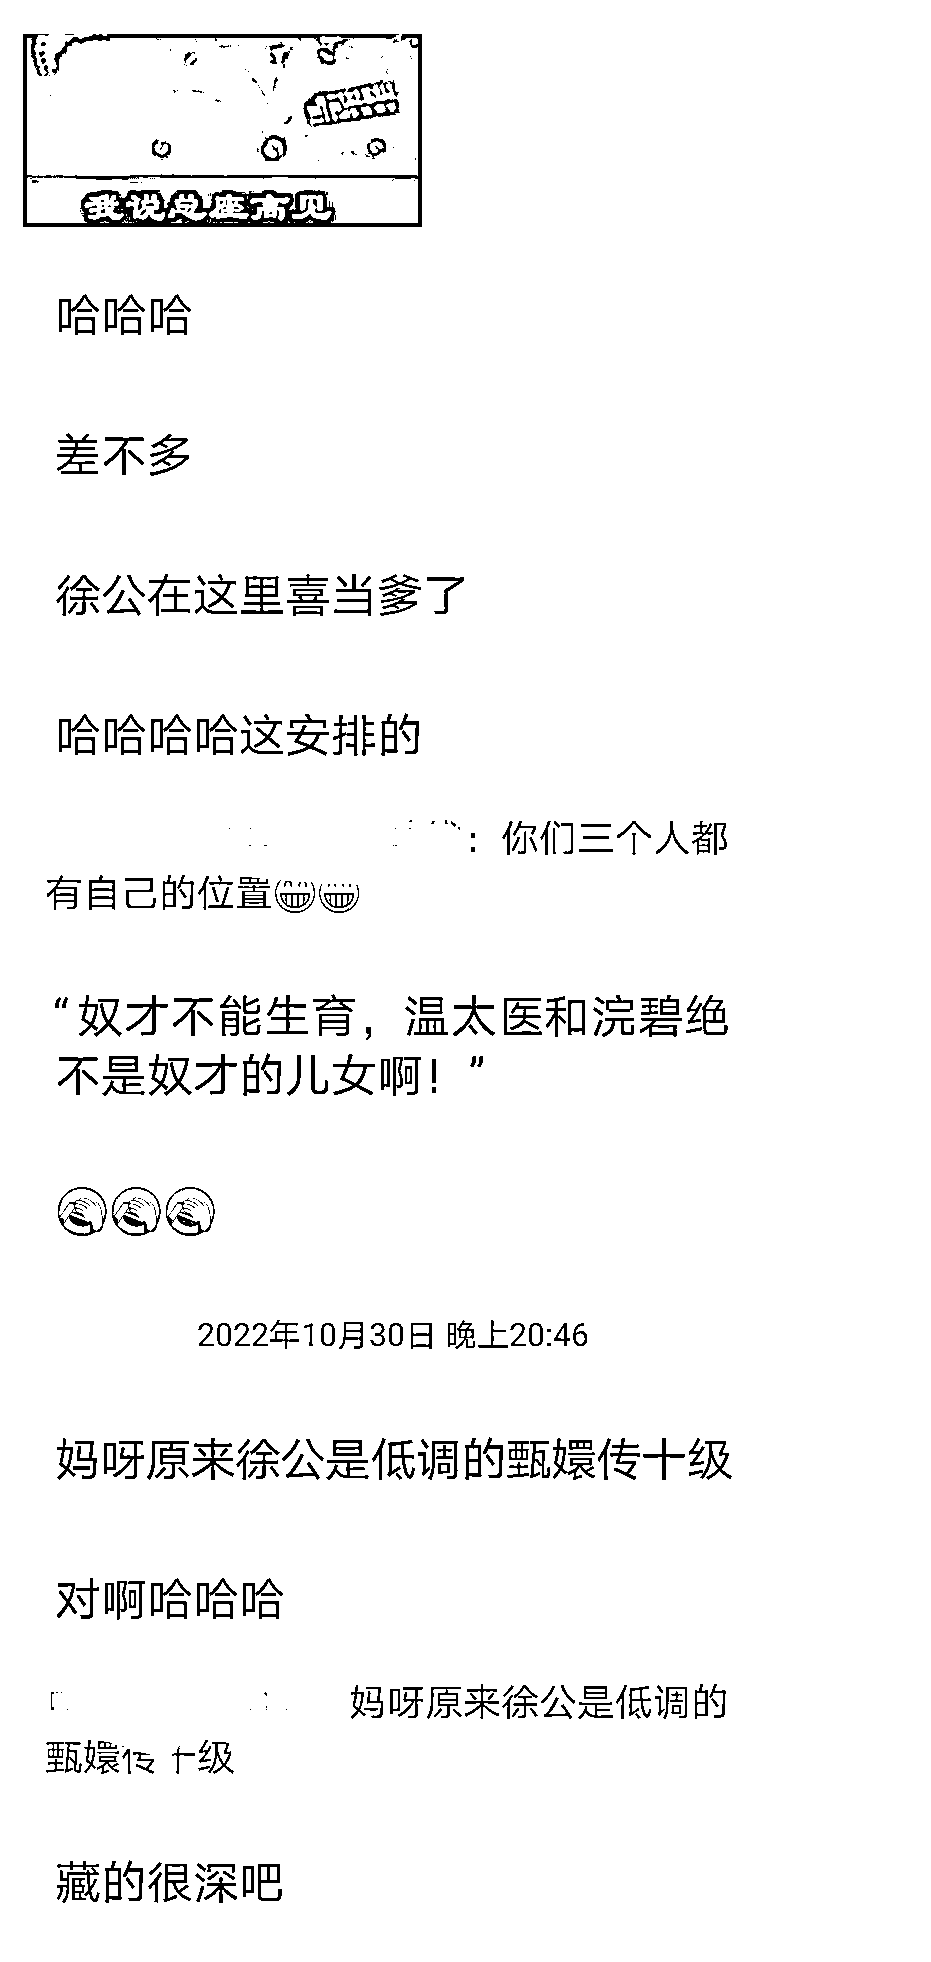 我说总座高见
哈哈哈
差不多
徐公在这里喜当爹了
哈哈哈哈这安排的
：你们三个人都
有自己的位置😁😁
“奴才不能生育，温太医和浣碧绝
不是奴才的儿女啊！”
🤦🤦🤦
2022年10月30日 晚上20:46
妈呀原来徐公是低调的甄嬛传十级
对啊哈哈哈
妈呀原来徐公是低调的
甄嬛传十级
藏的很深吧